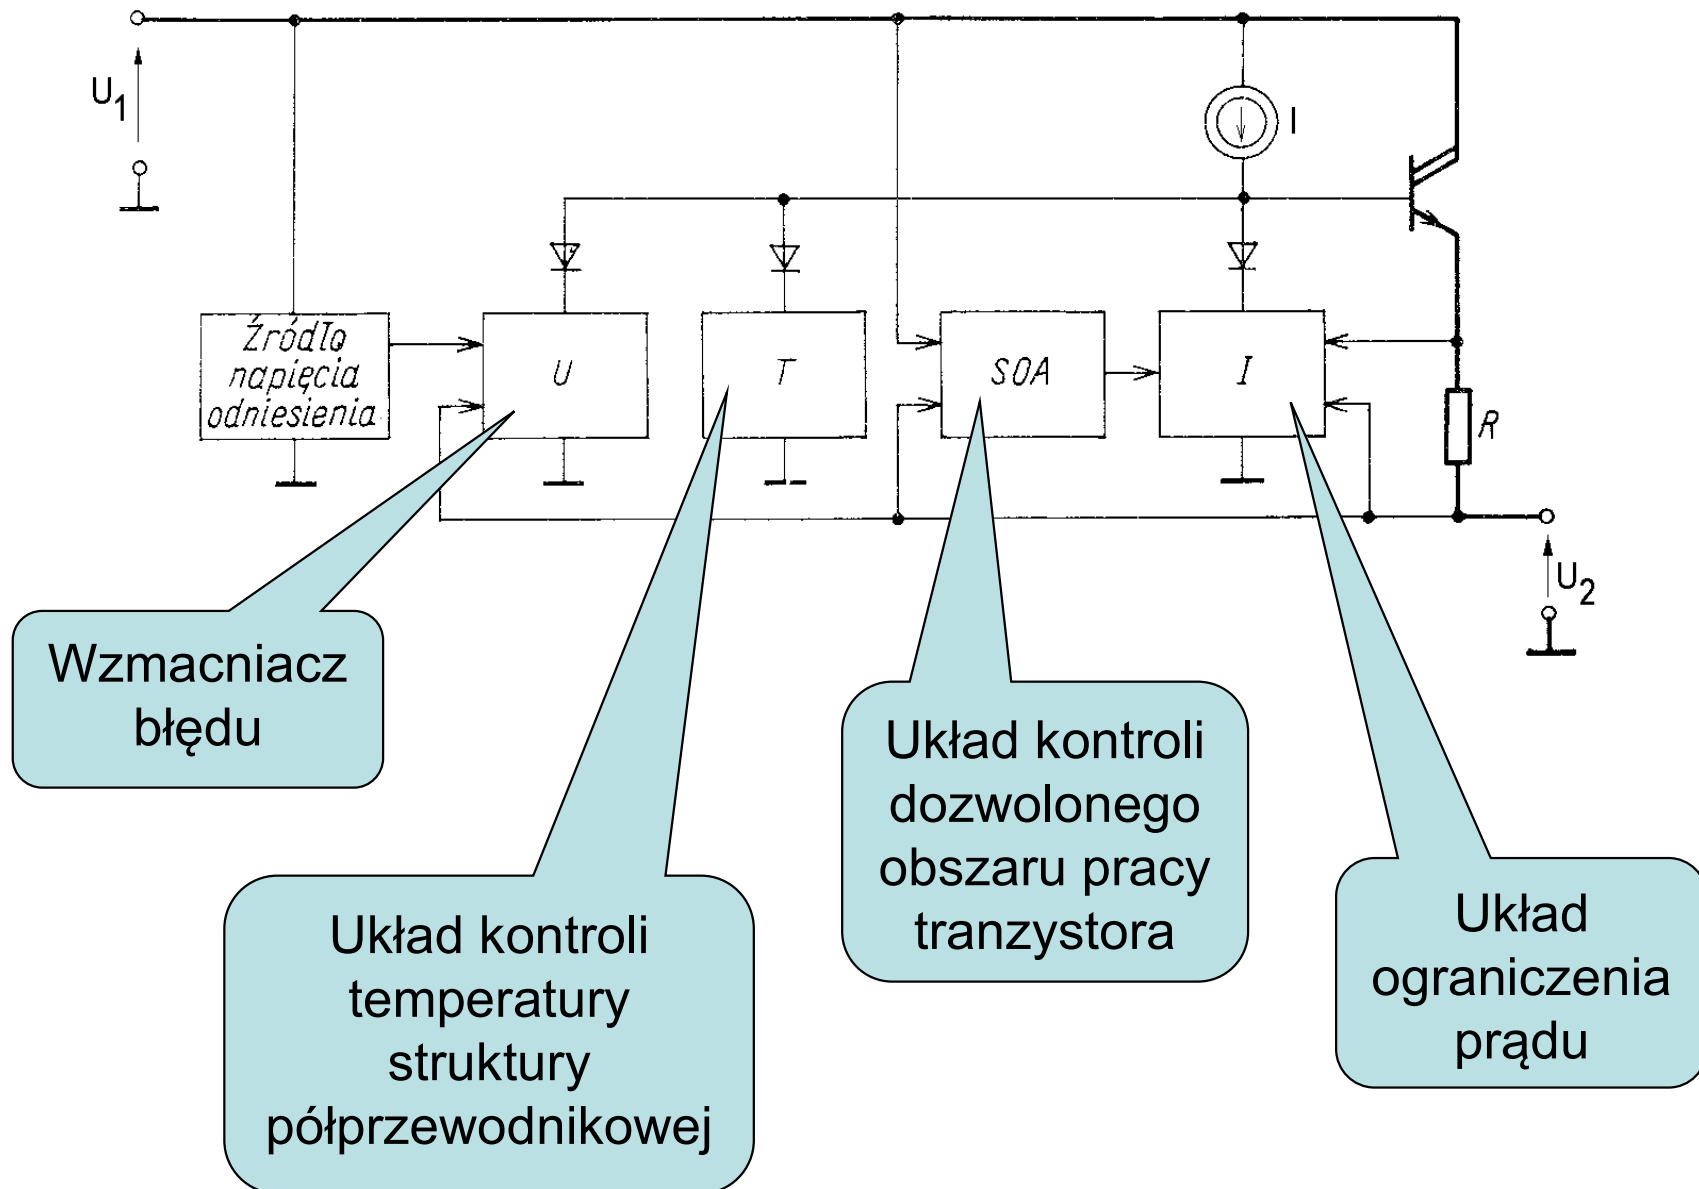 U1
I
Źródło
napięcia
odniesienia
U
T
SOA
I
R
U2
Wzmacniacz
błędu
Układ kontroli
temperatury
struktury
półprzewodnikowej
Układ kontroli
dozwolonego
obszaru pracy
tranzystora
Układ
ograniczenia
prądu